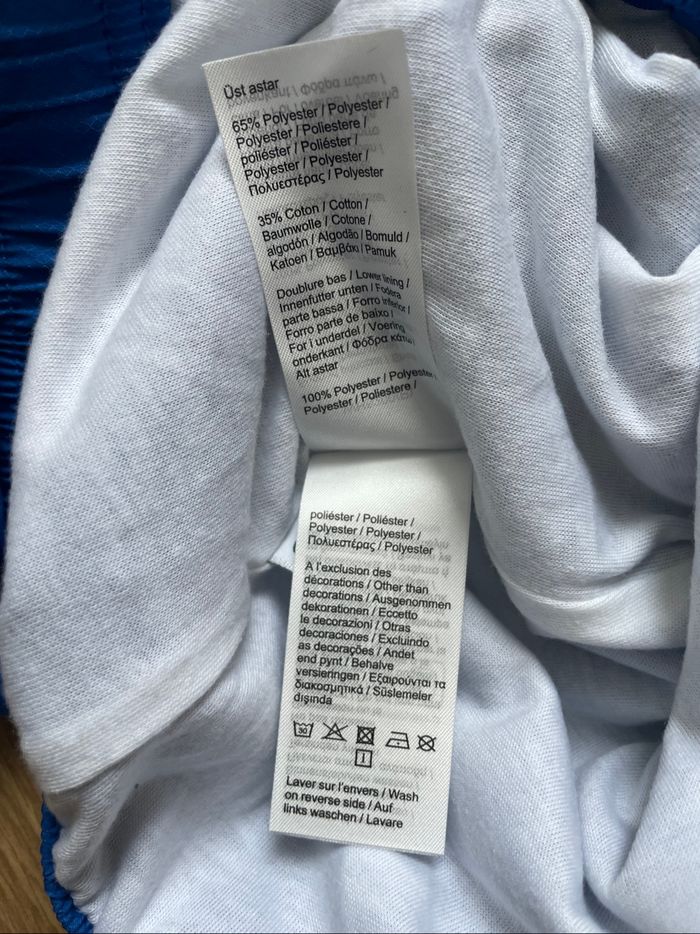 Üst astar
65% Polyester / Polyester /
Polyester / Poliestere /
poliéster / Poliéster /
Polyester / Polyester /
Πολυεστέρας / Polyester
35% Coton / Cotton /
Baumwolle / Cotone /
algodón / Algodão / Bomuld /
Katoen / Βαμβάκι / Pamuk
Doublure bas / Lower lining /
Innenfutter unten / Fodera
parte bassa / Forro inferior /
Forro parte de baixo /
For i underdel / Voering
onderkant / Φόδρα κάτω /
Alt astar
100% Polyester / Polyester
Polyester / Poliestere /
poliéster / Poliéster /
Polyester / Polyester /
Πολυεστέρας / Polyester
A l'exclusion des
décorations / Other than
decorations / Ausgenommen
dekorationen / Eccetto
le decorazioni / Otras
decoraciones / Excluindo
as decorações / Andet
end pynt / Behalve
versieringen / Εξαιρούνται τα
διακοσμητικά / Süslemeler
dışında
30
Laver sur l'envers / Wash
on reverse side / Auf
links waschen / Lavare